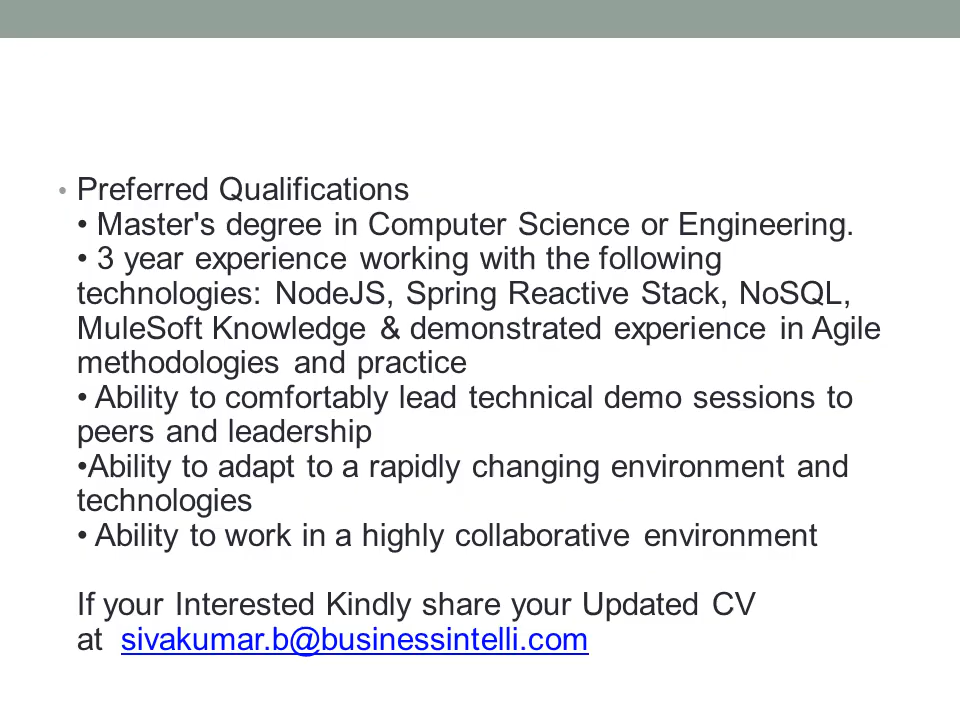 • Preferred Qualifications
• Master's degree in Computer Science or Engineering.
• 3 year experience working with the following
technologies: NodeJS, Spring Reactive Stack, NoSQL,
MuleSoft Knowledge & demonstrated experience in Agile
methodologies and practice
• Ability to comfortably lead technical demo sessions to
peers and leadership
•Ability to adapt to a rapidly changing environment and
technologies
• Ability to work in a highly collaborative environment
If your Interested Kindly share your Updated CV
at sivakumar.b@businessintelli.com